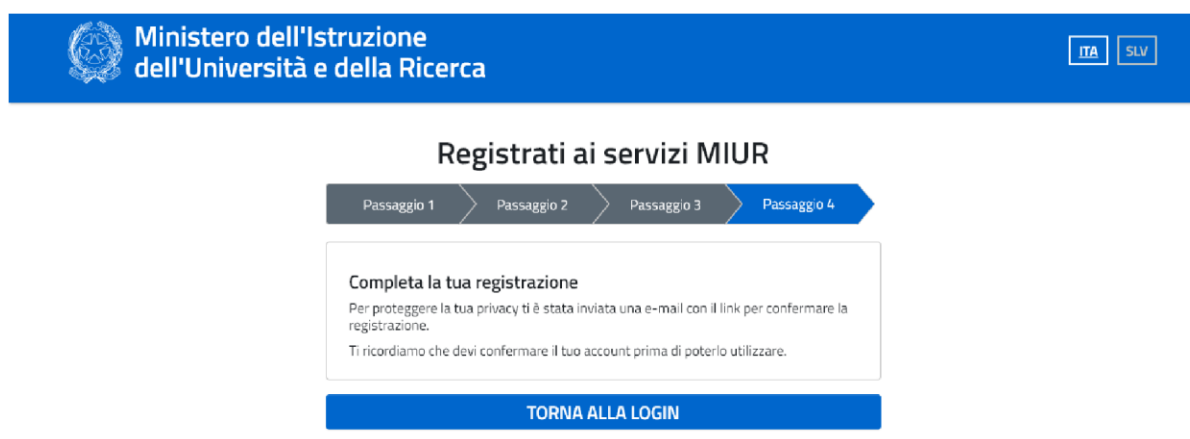 Ministero dell'Istruzione
dell'Università e della Ricerca
ITA SLV
Registrati ai servizi MIUR
Passaggio 1 Passaggio 2 Passaggio 3 Passaggio 4
Completa la tua registrazione
Per proteggere la tua privacy ti è stata inviata una e-mail con il link per confermare la
registrazione.
Ti ricordiamo che devi confermare il tuo account prima di poterlo utilizzare.
TORNA ALLA LOGIN